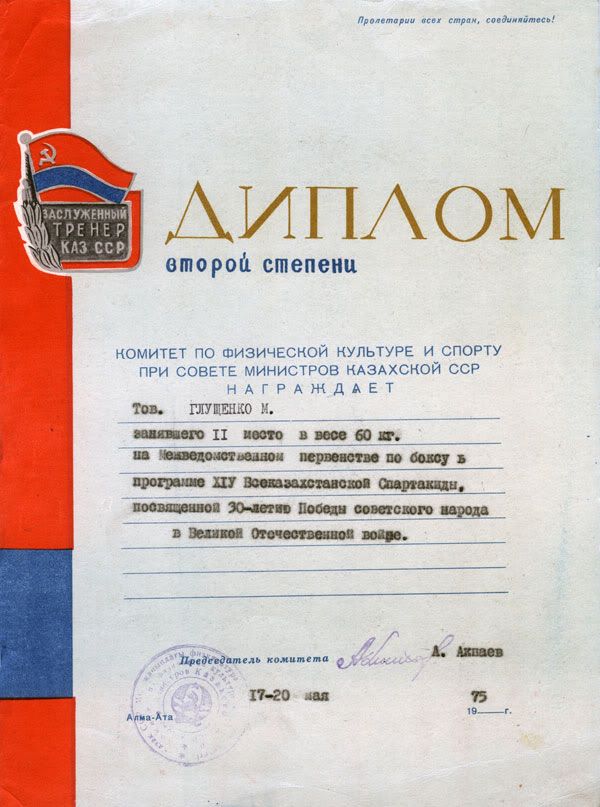 Пролетарии всех стран, соединяйтесь!
ЗАСЛУЖЕННЫЙ
ТРЕНЕР
КАЗ ССР
ДИПЛОМ
второй степени
КОМИТЕТ ПО ФИЗИЧЕСКОЙ КУЛЬТУРЕ И СПОРТУ
ПРИ СОВЕТЕ МИНИСТРОВ КАЗАХСКОЙ ССР
НАГРАЖДАЕТ
Тов. ГЛУЩЕНКО М.
занявшего II место в весе 60 кг.
на Межведомственном первенстве по боксу в
программе XIУ Всеказахстанской Спартакиды,
посвященной 30-летию Победы советского народа
в Великой Отечественной войне.
Председатель комитета А. Акпаев
17-20 мая 75
Алма-Ата 19 г.